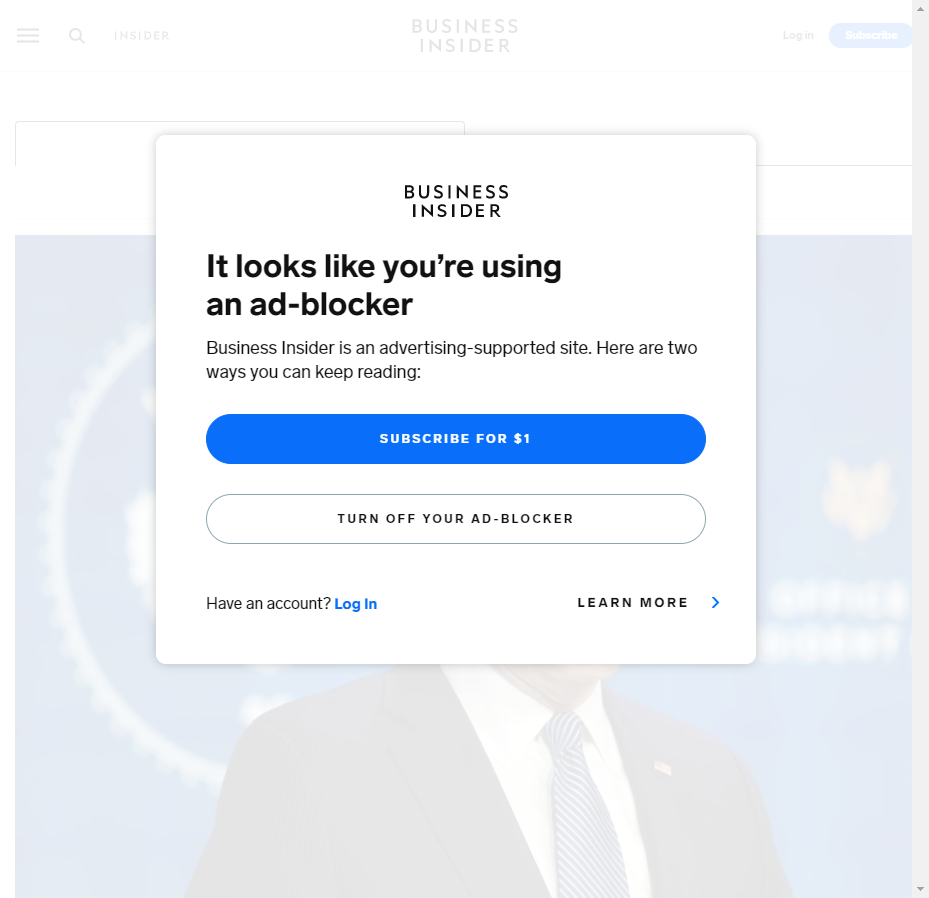 INSIDER
BUSINESS
INSIDER
Log in
Subscribe
BUSINESS
INSIDER
It looks like you’re using
an ad-blocker
Business Insider is an advertising-supported site. Here are two
ways you can keep reading:
SUBSCRIBE FOR $1
TURN OFF YOUR AD-BLOCKER
Have an account? Log In
LEARN MORE
OFFICE